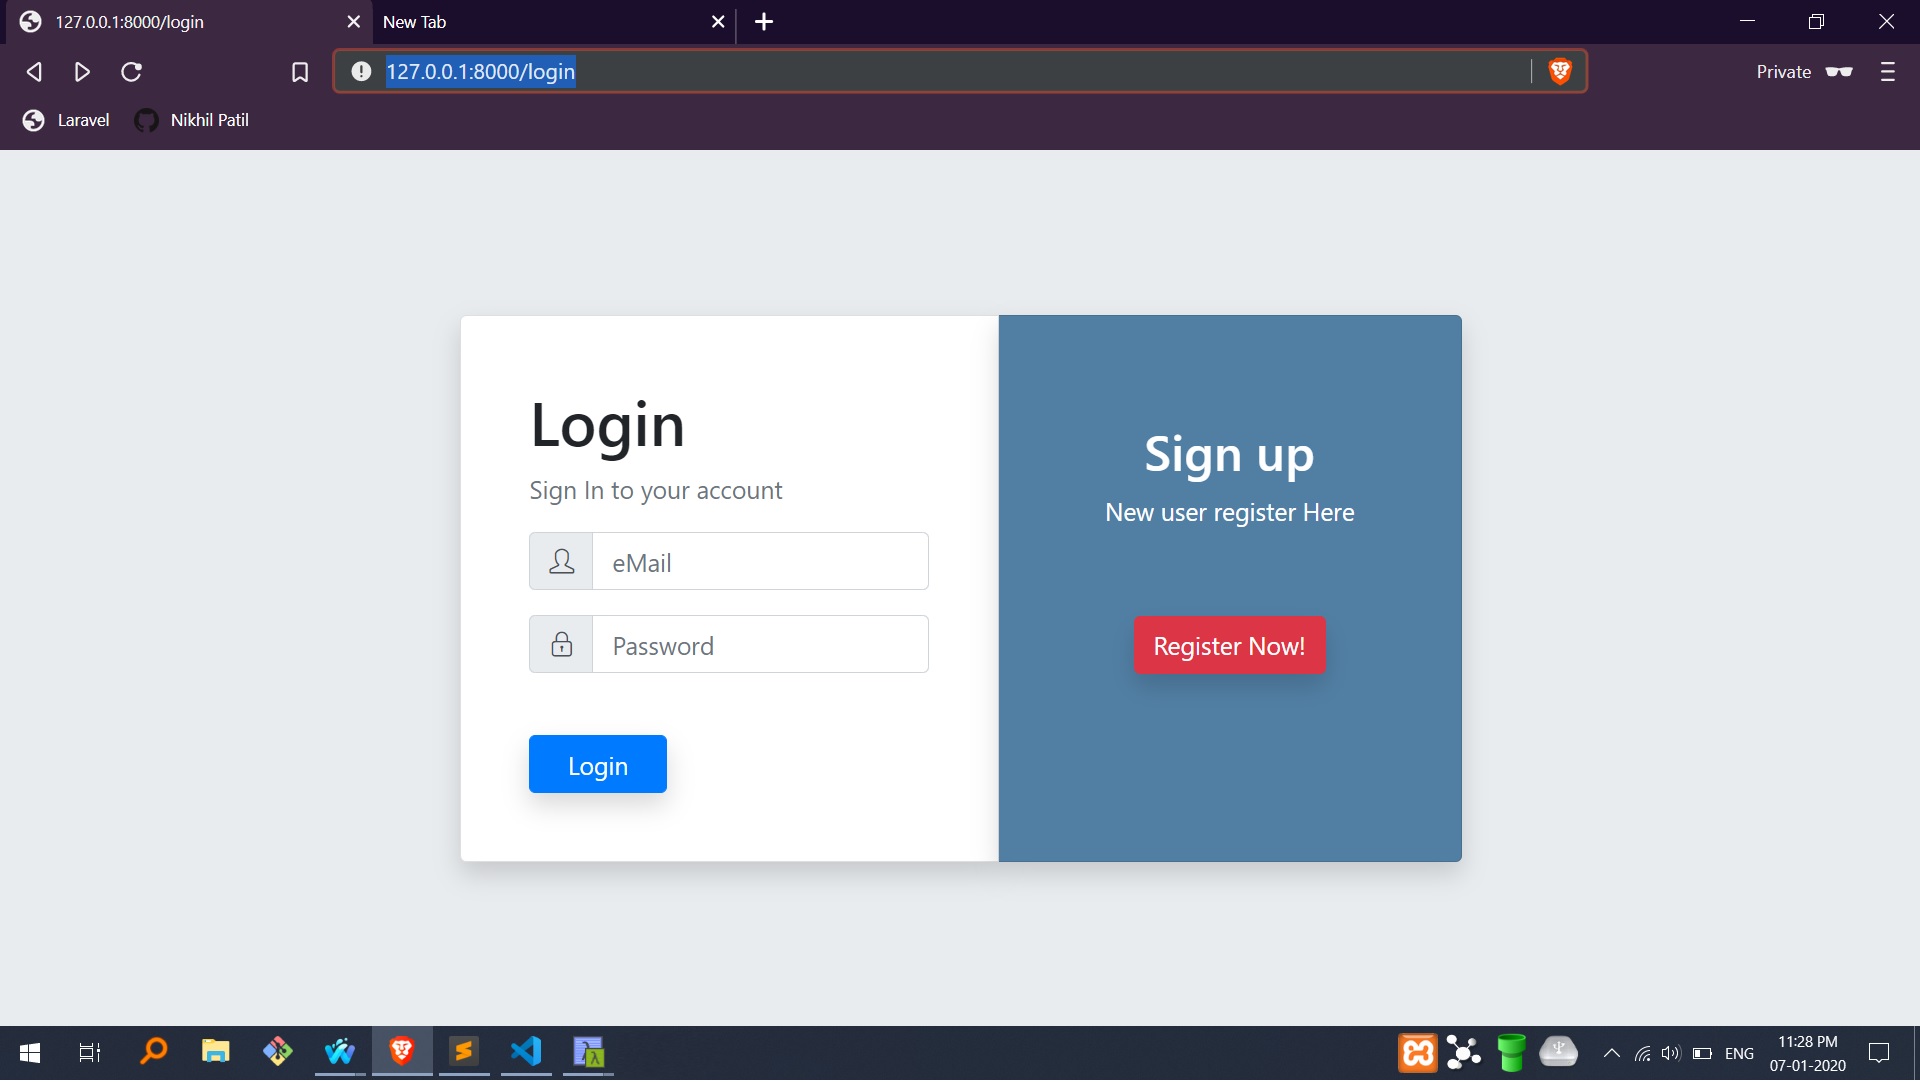 127.0.0.1:8000/login
New Tab
127.0.0.1:8000/login
Private
Laravel
Nikhil Patil
Login
Sign In to your account
eMail
Password
Login
Sign up
New user register Here
Register Now!
ENG
11:28 PM
07-01-2020